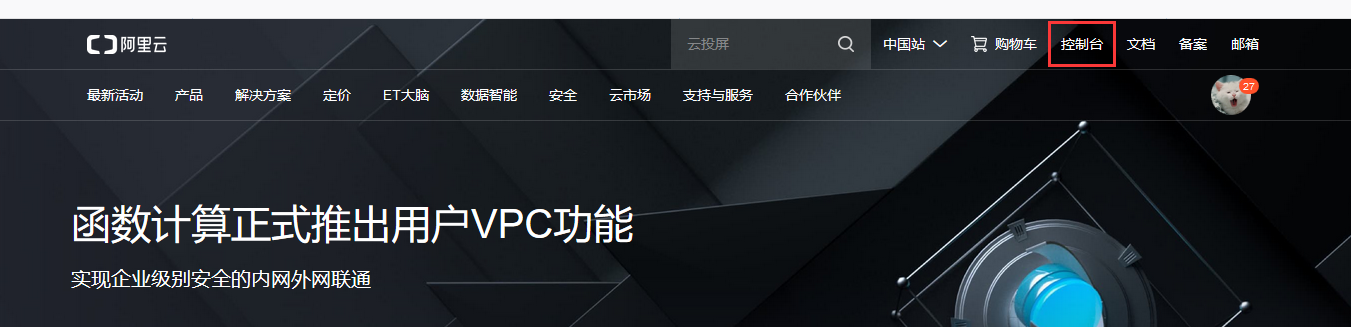 阿里云 云投屏 中国站 购物车 控制台 文档 备案 邮箱
最新活动 产品 解决方案 定价 ET大脑 数据智能 安全 云市场 支持与服务 合作伙伴 27
函数计算正式推出用户VPC功能
实现企业级别安全的内网外网联通